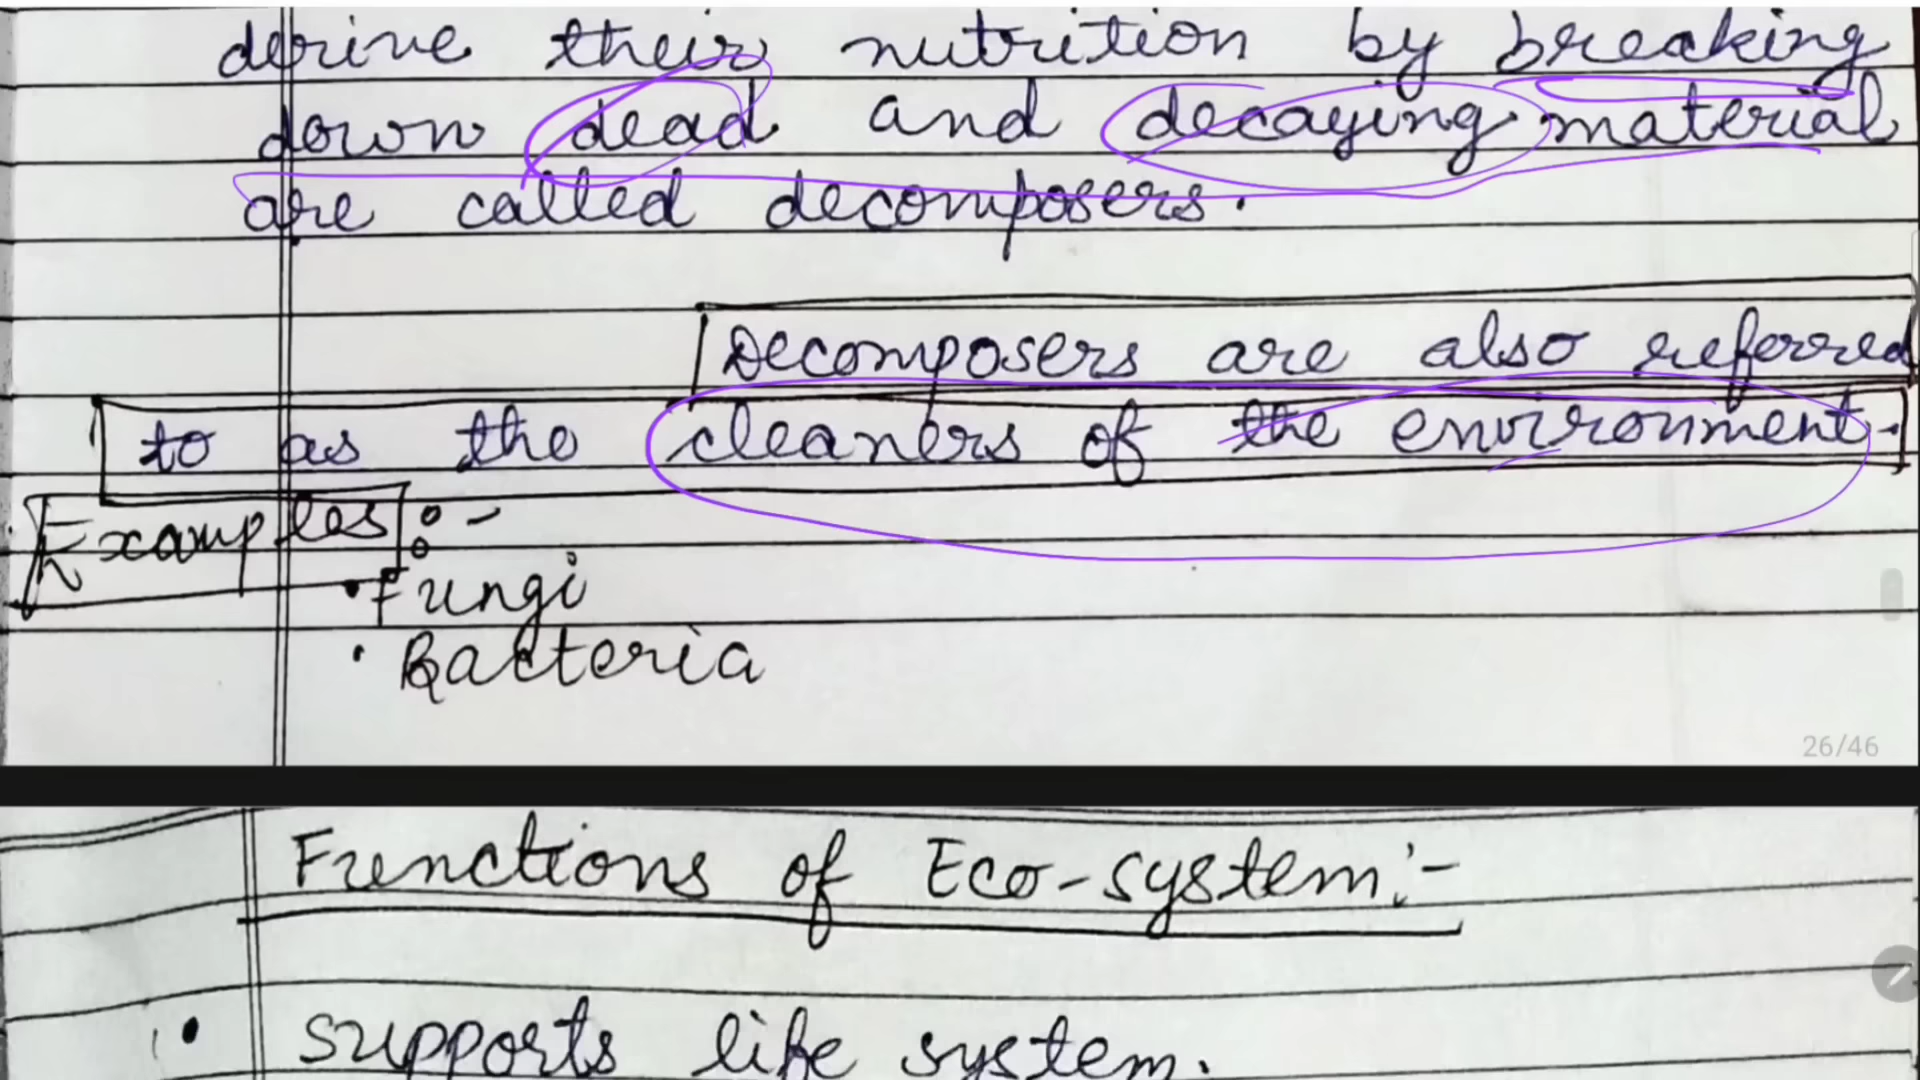 derive their nutrition by breaking
down dead and decaying material
are called decomposers.
Decomposers are also referred
to as the cleaners of the environment.
Examples:-
• Fungi
• Bacteria
26/46
Functions of Eco-system:-
• supports life system.